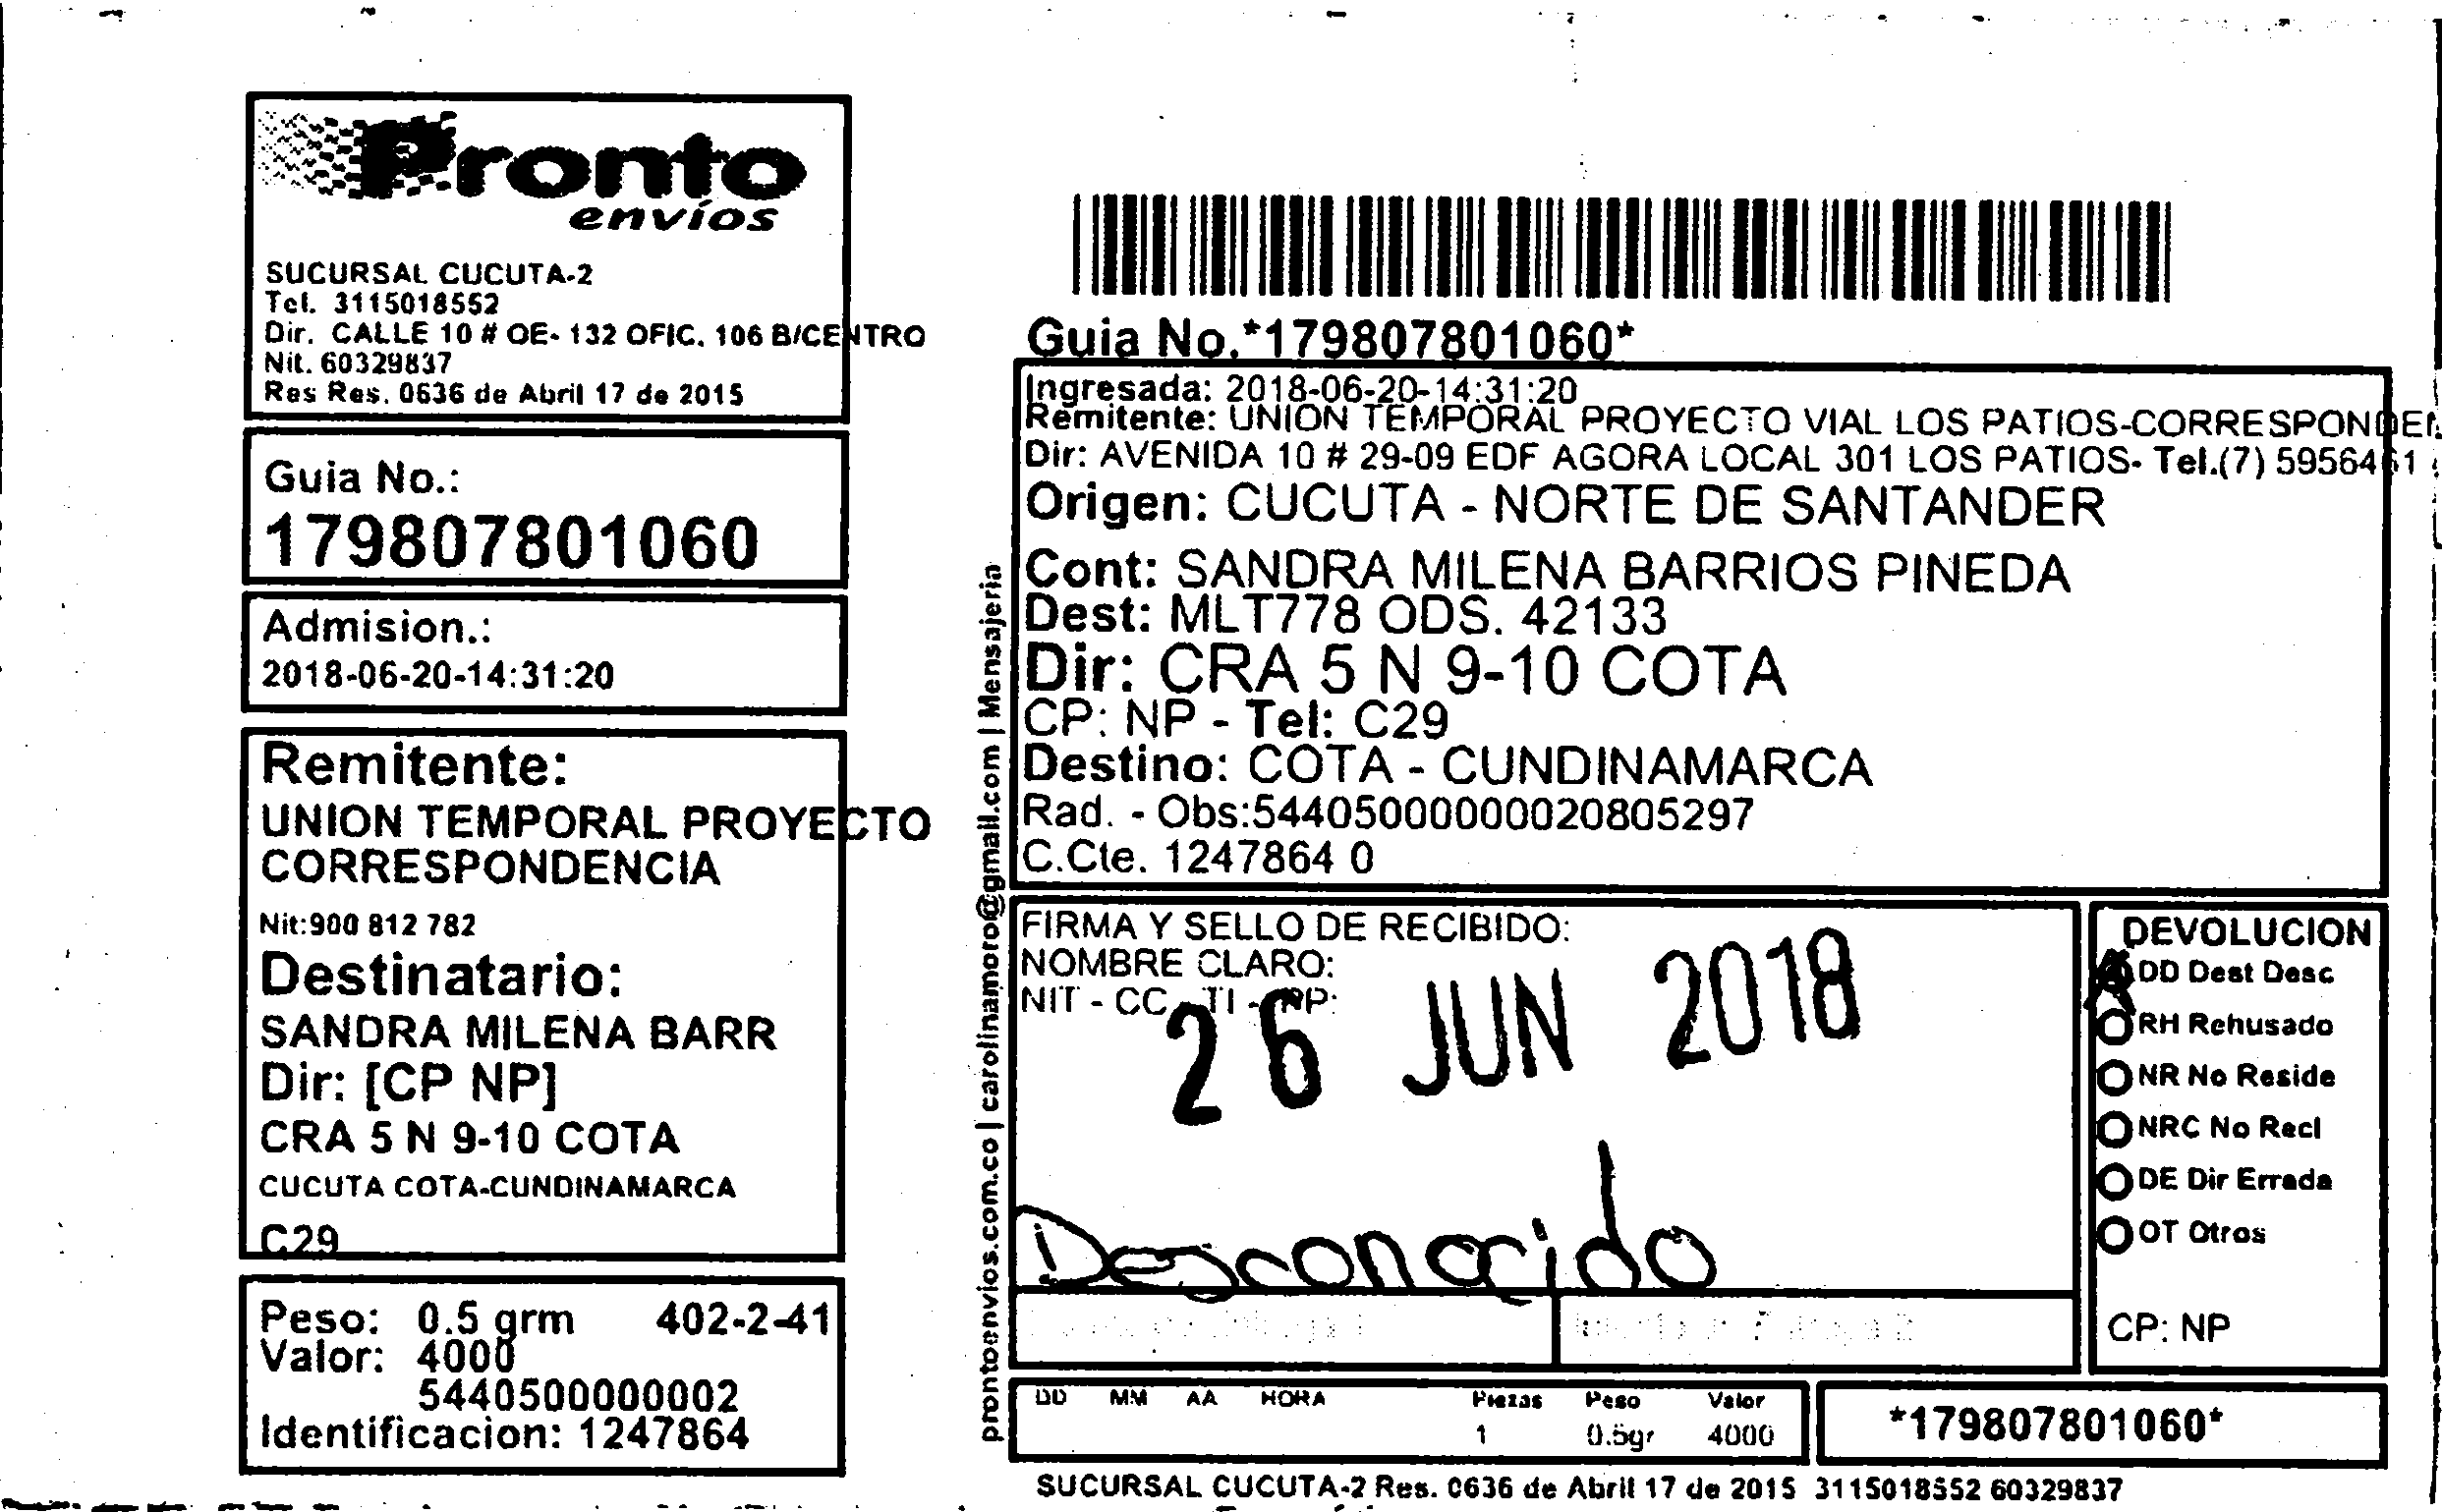 Pronto
envíos
SUCURSAL CUCUTA-2
Tel. 3115018552
Dir. CALLE 10 # OE- 132 OFIC. 106 B/CENTRO
Nit. 60329837
Res Res. 0636 de Abril 17 de 2015
Guia No.:
179807801060
Admision.:
2018-06-20-14:31:20
Remitente:
UNION TEMPORAL PROYECTO
CORRESPONDENCIA
Nit:900 812 782
Destinatario:
SANDRA MILENA BARR
Dir: [CP NP]
CRA 5 N 9-10 COTA
CUCUTA COTA-CUNDINAMARCA
C29
Peso: 0.5 grm 402-2-41
Valor: 4000
5440500000002
Identificacion: 1247864
prontoenvios.com.co | carolinamoro@gmail.com | Mensajeria
Guia No.*179807801060*
Ingresada: 2018-06-20-14:31:20
Remitente: UNION TEMPORAL PROYECTO VIAL LOS PATIOS-CORRESPONDEN
Dir: AVENIDA 10 # 29-09 EDF AGORA LOCAL 301 LOS PATIOS- Tel.(7) 5956461
Origen: CUCUTA - NORTE DE SANTANDER
Cont: SANDRA MILENA BARRIOS PINEDA
Dest: MLT778 ODS. 42133
Dir: CRA 5 N 9-10 COTA
CP: NP - Tel: C29
Destino: COTA - CUNDINAMARCA
Rad. - Obs:544050000000020805297
C.Cte. 1247864 0
FIRMA Y SELLO DE RECIBIDO:
NOMBRE CLARO:
NIT - CC - TI - RP:
26 JUN 2018
Desconocido
DEVOLUCION
DD Dest Desc
RH Rehusado
NR No Reside
NRC No Recl
DE Dir Errada
OT Otros
CP: NP
DD MM AA HORA Piezas Peso Valor
1 0.5gr 4000
*179807801060*
SUCURSAL CUCUTA-2 Res. 0636 de Abril 17 de 2015 3115018552 60329837